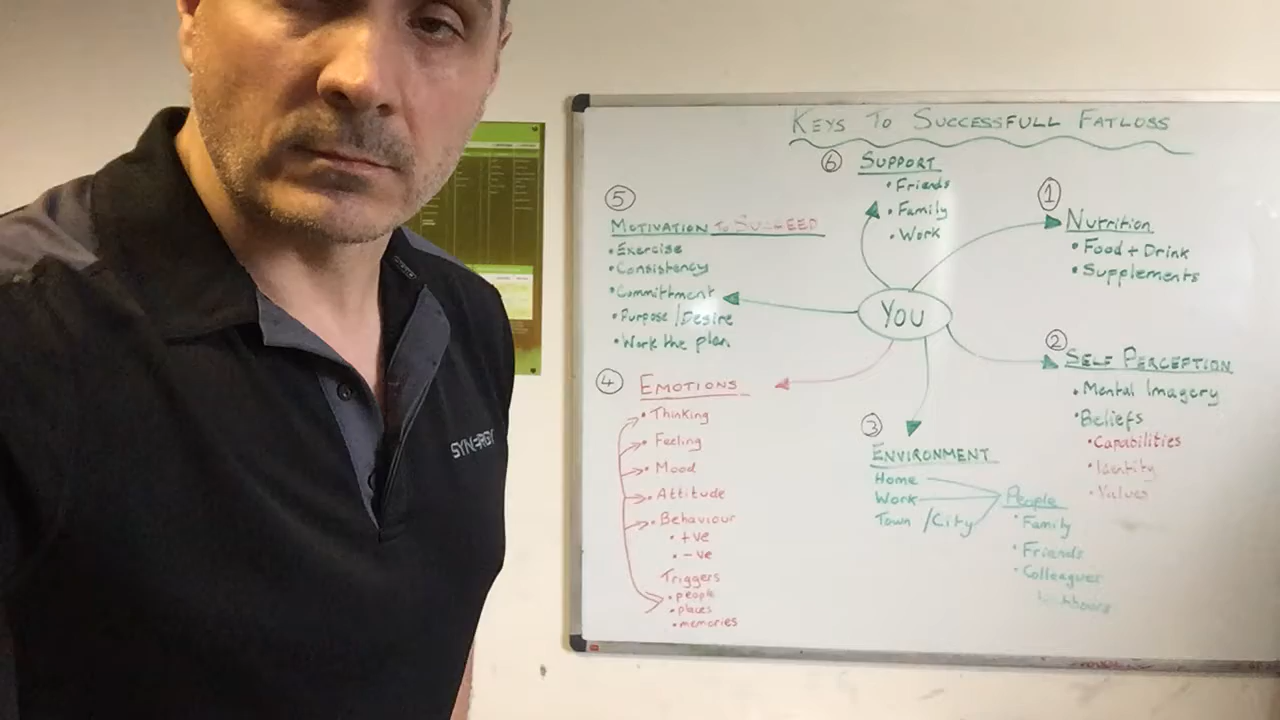 SYNERGY
KEYS TO SUCCESSFULL FATLOSS
YOU
1
NUTRITION
• Food + Drink
• Supplements
2
SELF PERCEPTION
• Mental Imagery
• Beliefs
• Capabilities
• Identity
• Values
3
ENVIRONMENT
Home
Work
Town /City
People
• Family
• Friends
• Colleagues
4
EMOTIONS
• Thinking
• Feeling
• Mood
• Attitude
• Behaviour
• +ve
• -ve
Triggers
• people
• places
• memories
5
MOTIVATION TO SUCCEED
• Exercise
• Consistency
• Committment
• Purpose/Desire
• Work the plan
6
SUPPORT
• Friends
• Family
• Work